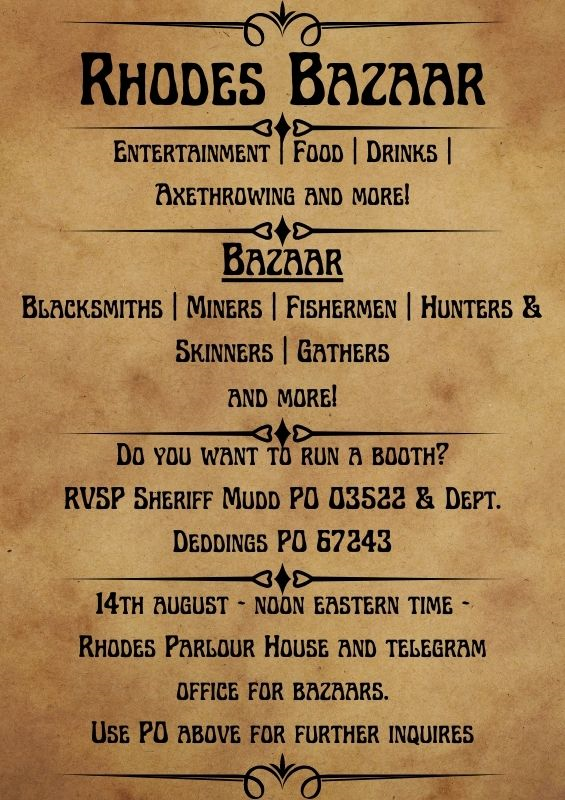 Rhodes Bazaar
Entertainment | Food | Drinks |
Axethrowing and more!
Bazaar
Blacksmiths | Miners | Fishermen | Hunters &
Skinners | Gathers
and more!
Do you want to run a booth?
RVSP Sheriff Mudd PO 03522 & Dept.
Deddings PO 67243
14th august - noon eastern time -
Rhodes Parlour House and telegram
office for bazaars.
Use PO above for further inquires